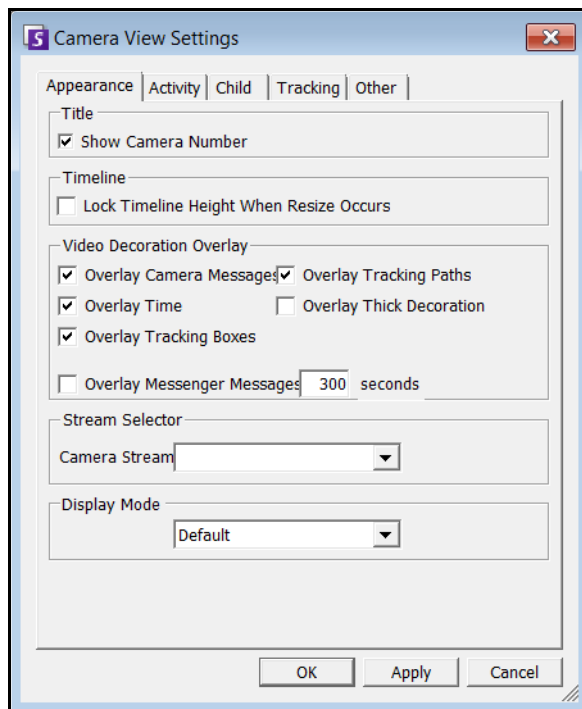 S Camera View Settings
Appearance Activity Child Tracking Other
Title
Show Camera Number
Timeline
Lock Timeline Height When Resize Occurs
Video Decoration Overlay
Overlay Camera Messages Overlay Tracking Paths
Overlay Time Overlay Thick Decoration
Overlay Tracking Boxes
Overlay Messenger Messages 300 seconds
Stream Selector
Camera Stream
Display Mode
Default
OK Apply Cancel